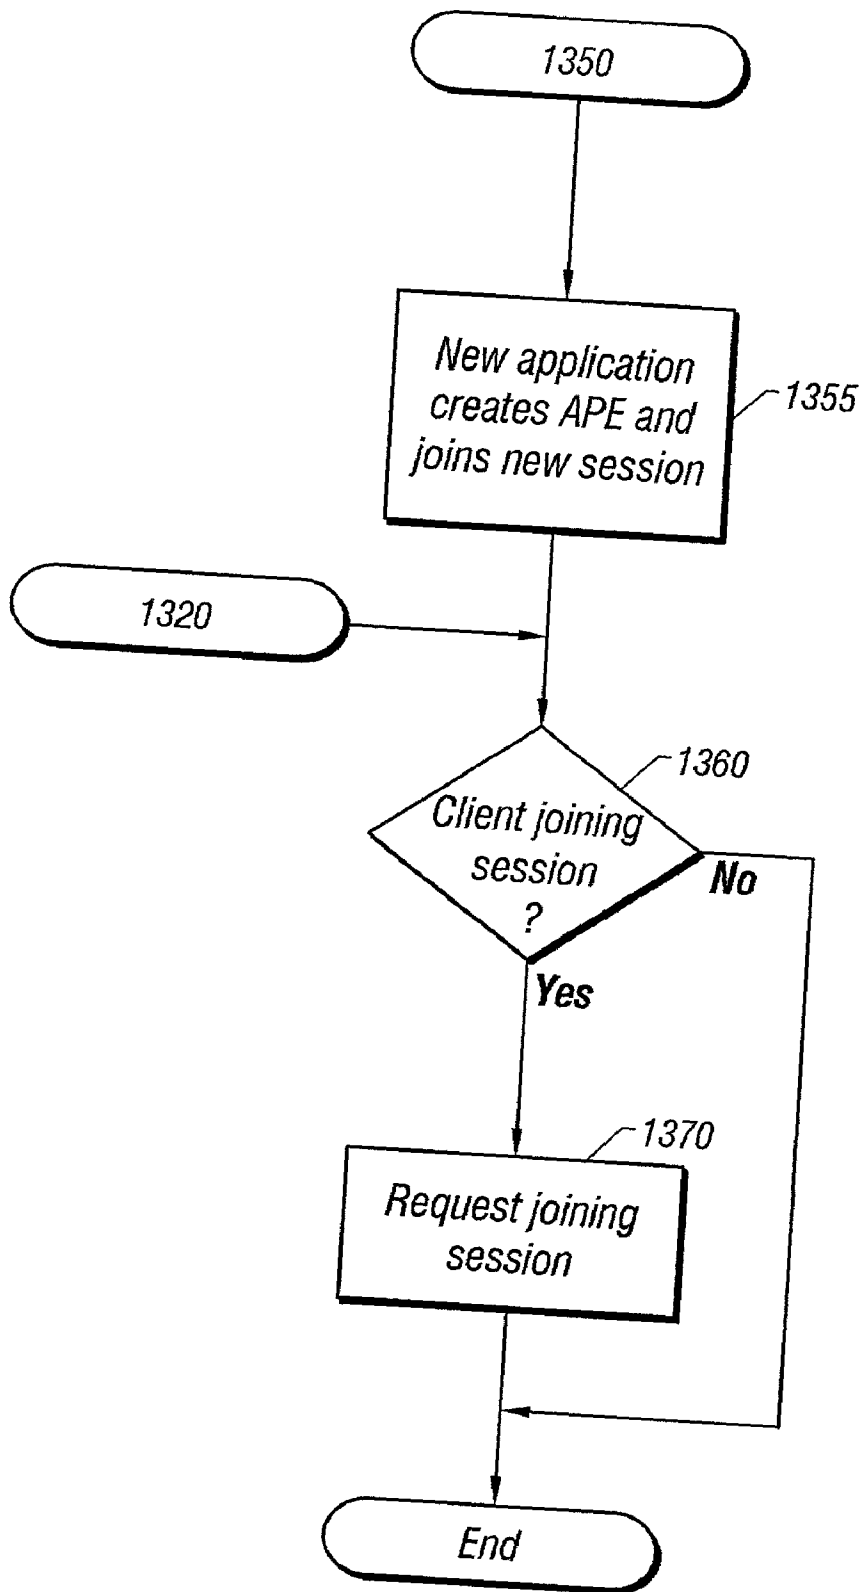 1350
New application
creates APE and
joins new session
1355
1320
1360
Client joining
session
?
No
Yes
1370
Request joining
session
End